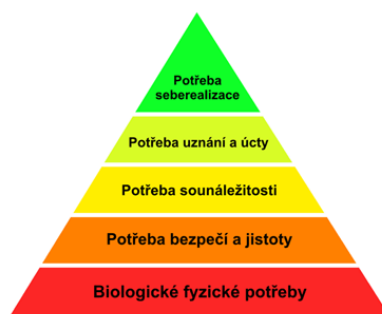 Potřeba
seberealizace
Potřeba uznání a úcty
Potřeba sounáležitosti
Potřeba bezpečí a jistoty
Biologické fyzické potřeby